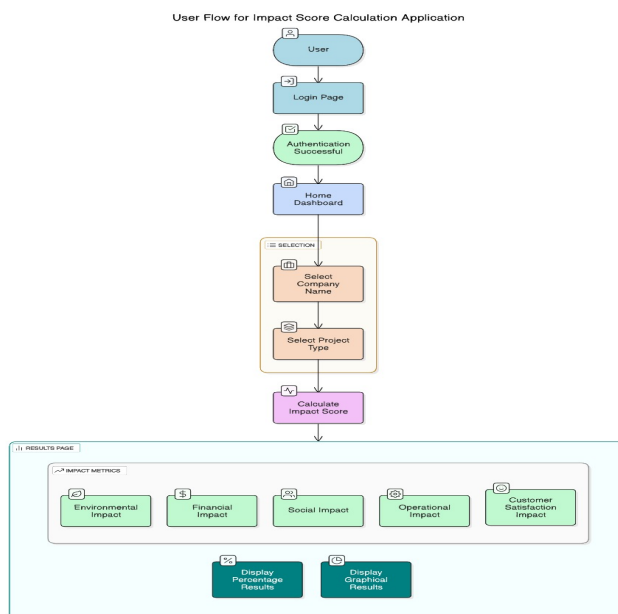 User Flow for Impact Score Calculation Application
User
Login Page
Authentication
Successful
Home
Dashboard
SELECTION
Select
Company
Name
Select Project
Type
Calculate
Impact Score
RESULTS PAGE
IMPACT METRICS
Environmental
Impact
$
Financial
Impact
Social Impact
Operational
Impact
Customer
Satisfaction
Impact
%
Display
Percentage
Results
Display
Graphical
Results